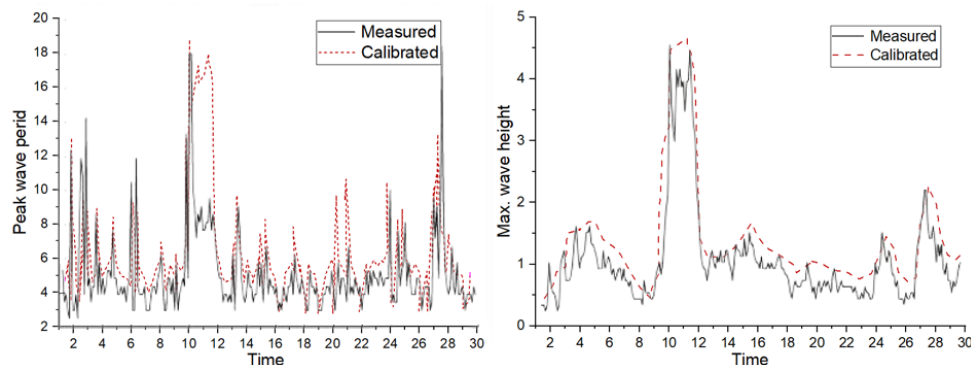 20
18
16
14
12
10
8
6
4
2
Peak wave perid
Measured
Calibrated
2 4 6 8 10 12 14 16 18 20 22 24 26 28 30
Time
5
4
3
2
1
0
Max. wave height
Measured
Calibrated
2 4 6 8 10 12 14 16 18 20 22 24 26 28 30
Time